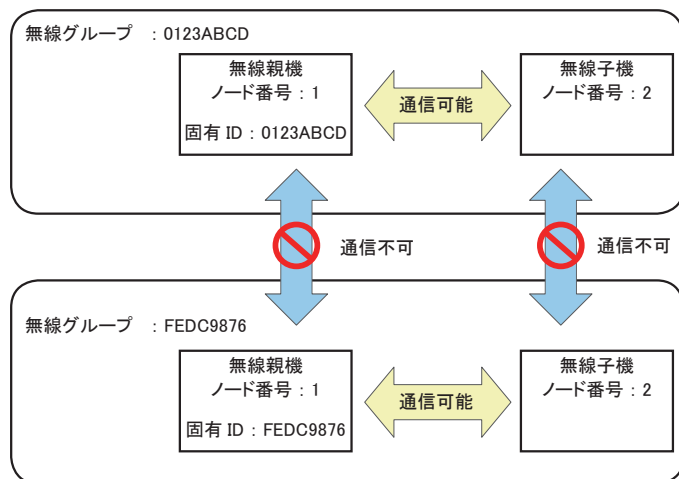 無線グループ ：0123ABCD
無線親機
ノード番号：1
固有 ID：0123ABCD
通信可能
無線子機
ノード番号：2
通信不可
通信不可
無線グループ ：FEDC9876
無線親機
ノード番号：1
固有 ID：FEDC9876
通信可能
無線子機
ノード番号：2